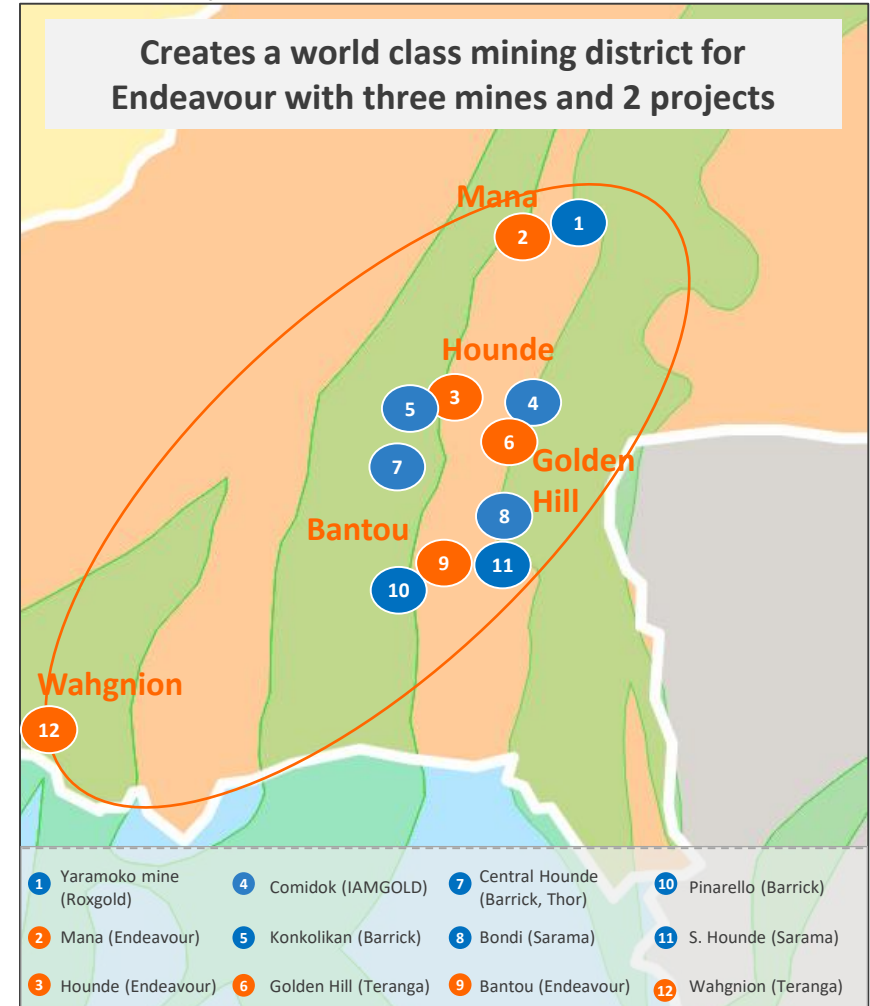 Creates a world class mining district for
Endeavour with three mines and 2 projects
Mana
1
2
Hounde
3
5
4
6
Golden
Hill
7
8
Bantou
9
11
10
Wahgnion
12
1 Yaramoko mine
(Roxgold)
4 Comidok (IAMGOLD)
7 Central Hounde
(Barrick, Thor)
10 Pinarello (Barrick)
2 Mana (Endeavour)
5 Konkolikan (Barrick)
8 Bondi (Sarama)
11 S. Hounde (Sarama)
3 Hounde (Endeavour)
6 Golden Hill (Teranga)
9 Bantou (Endeavour)
12 Wahgnion (Teranga)